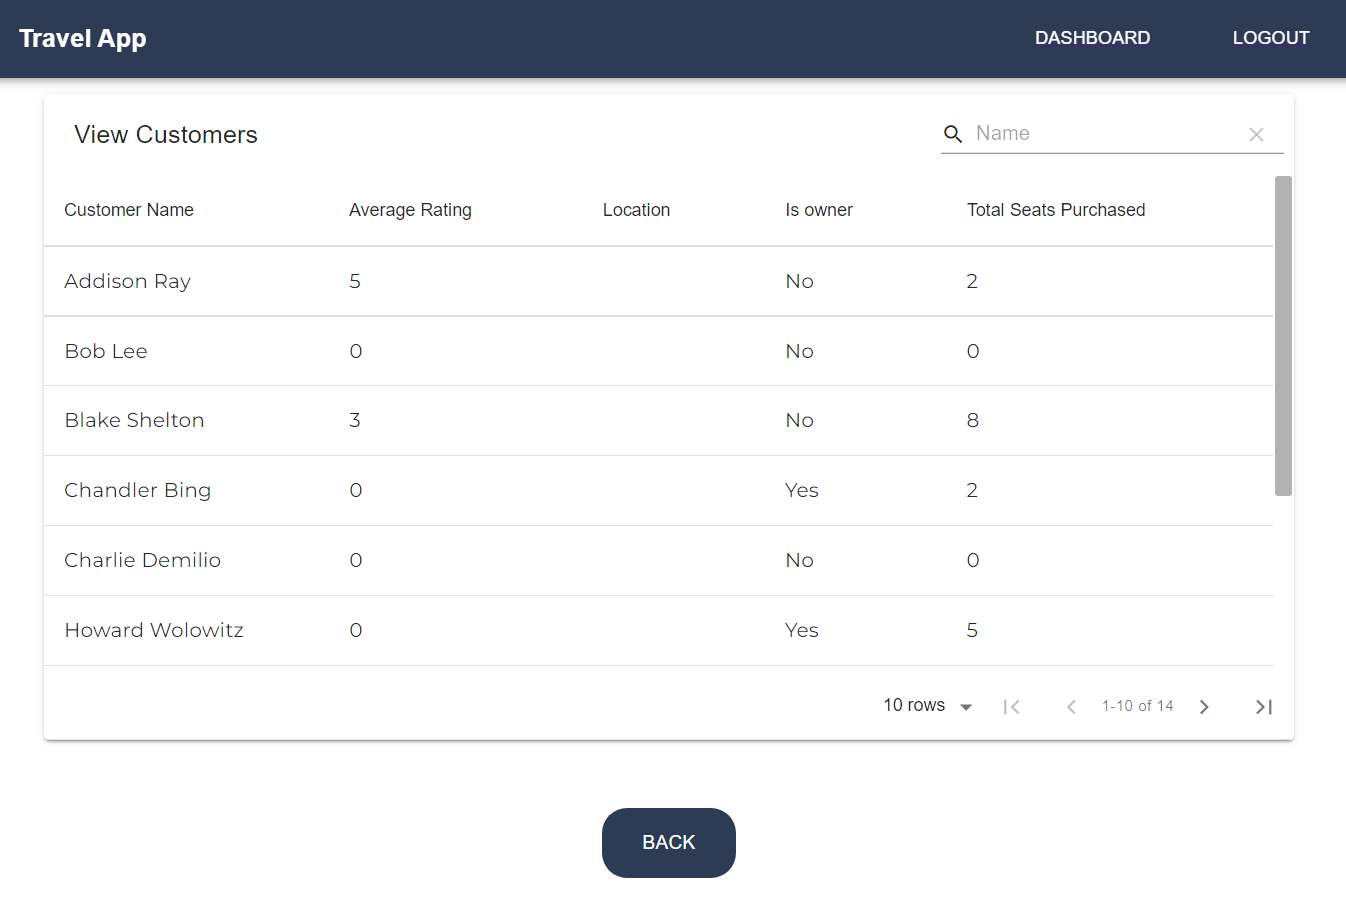 Travel App DASHBOARD LOGOUT
View Customers Name
Customer Name Average Rating Location Is owner Total Seats Purchased
Addison Ray 5 No 2
Bob Lee 0 No 0
Blake Shelton 3 No 8
Chandler Bing 0 Yes 2
Charlie Demilio 0 No 0
Howard Wolowitz 0 Yes 5
10 rows 1-10 of 14
BACK